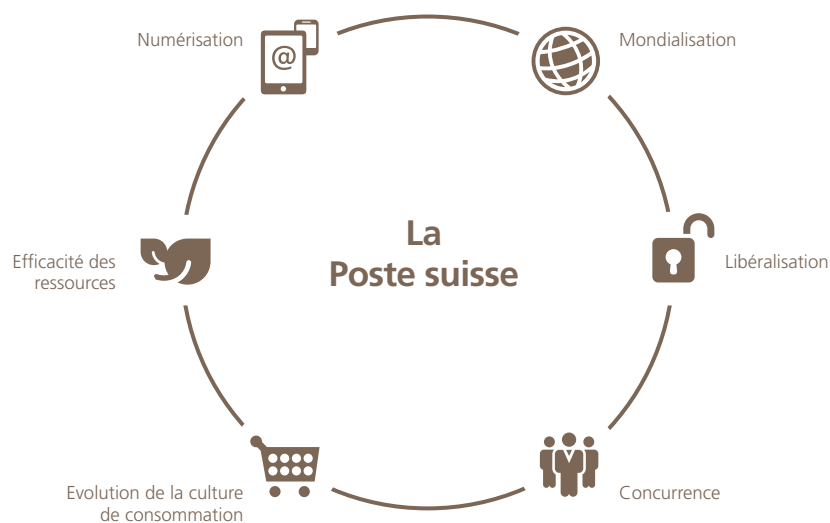 Numérisation
@
Mondialisation
La
Poste suisse
Efficacité des
ressources
Libéralisation
Evolution de la culture
de consommation
Concurrence